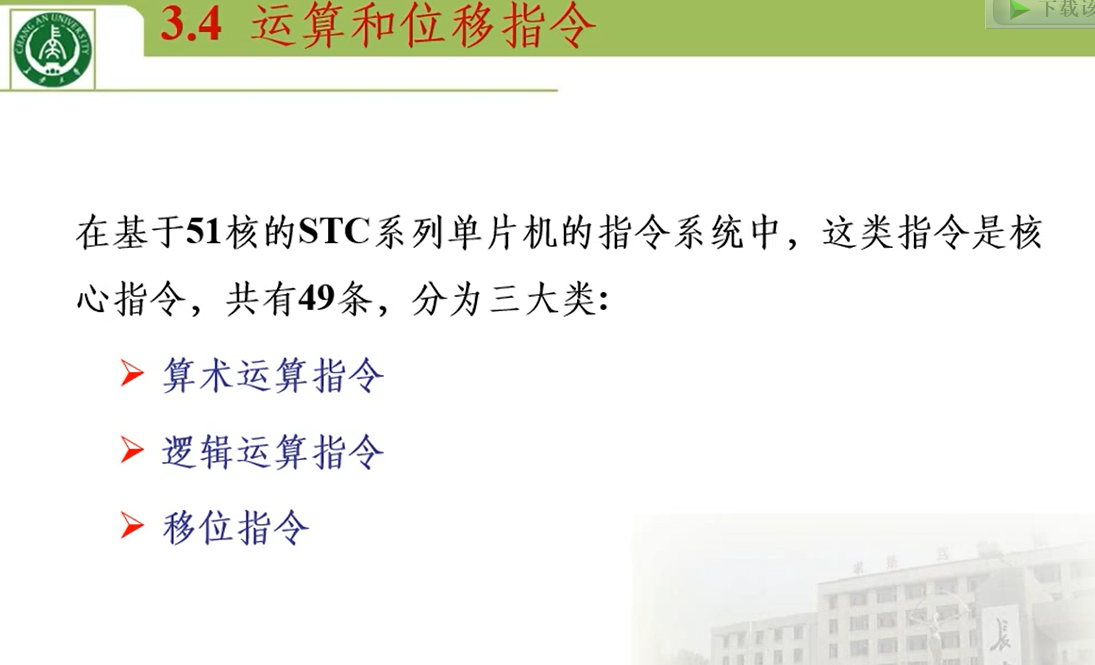 3.4 运算和位移指令
下载该
CHANG'AN UNIVERSITY
在基于51核的STC系列单片机的指令系统中，这类指令是核
心指令，共有49条，分为三大类:
算术运算指令
逻辑运算指令
移位指令
长